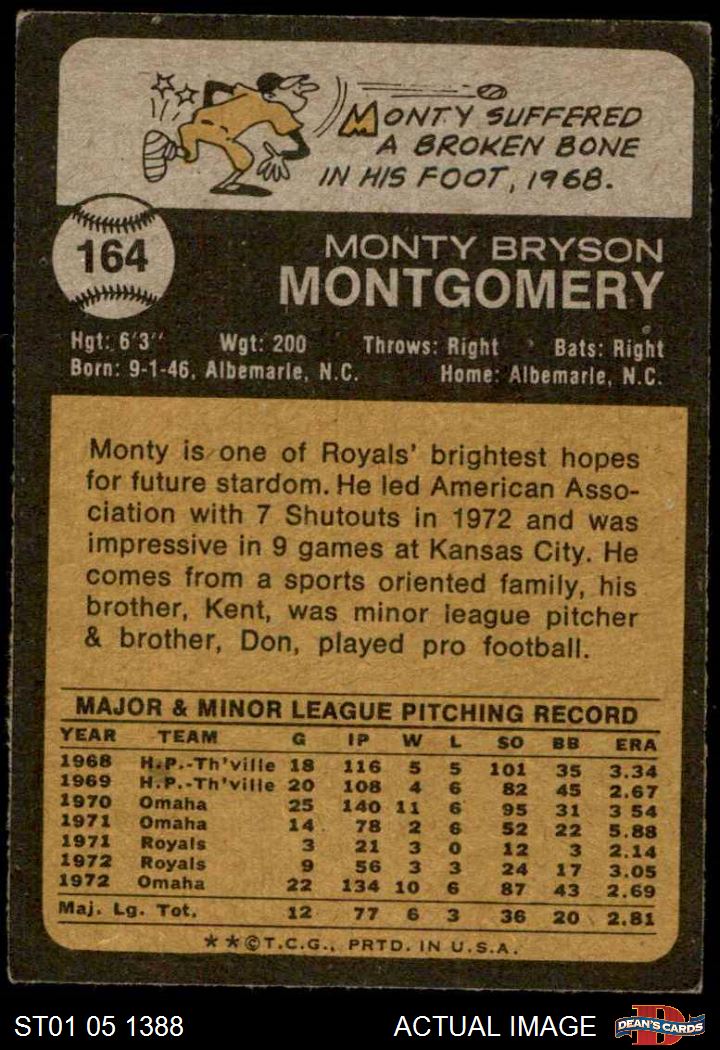 MONTY SUFFERED
A BROKEN BONE
IN HIS FOOT, 1968.
164
MONTY BRYSON
MONTGOMERY
Hgt: 6'3" Wgt: 200 Throws: Right Bats: Right
Born: 9-1-46, Albemarle, N.C. Home: Albemarle, N.C.
Monty is one of Royals' brightest hopes
for future stardom. He led American Asso-
ciation with 7 Shutouts in 1972 and was
impressive in 9 games at Kansas City. He
comes from a sports oriented family, his
brother, Kent, was minor league pitcher
& brother, Don, played pro football.
MAJOR & MINOR LEAGUE PITCHING RECORD
YEAR TEAM G IP W L SO BB ERA
1968 H.P.-Th'ville 18 116 5 5 101 35 3.34
1969 H.P.-Th'ville 20 108 4 6 82 45 2.67
1970 Omaha 25 140 11 6 95 31 3 54
1971 Omaha 14 78 2 6 52 22 5.88
1971 Royals 3 21 3 0 12 3 2.14
1972 Royals 9 56 3 3 24 17 3.05
1972 Omaha 22 134 10 6 87 43 2.69
Maj. Lg. Tot. 12 77 6 3 36 20 2.81
**©T.C.G., PRTD. IN U.S.A.
ST01 05 1388 ACTUAL IMAGE
D
DEAN'S CARDS